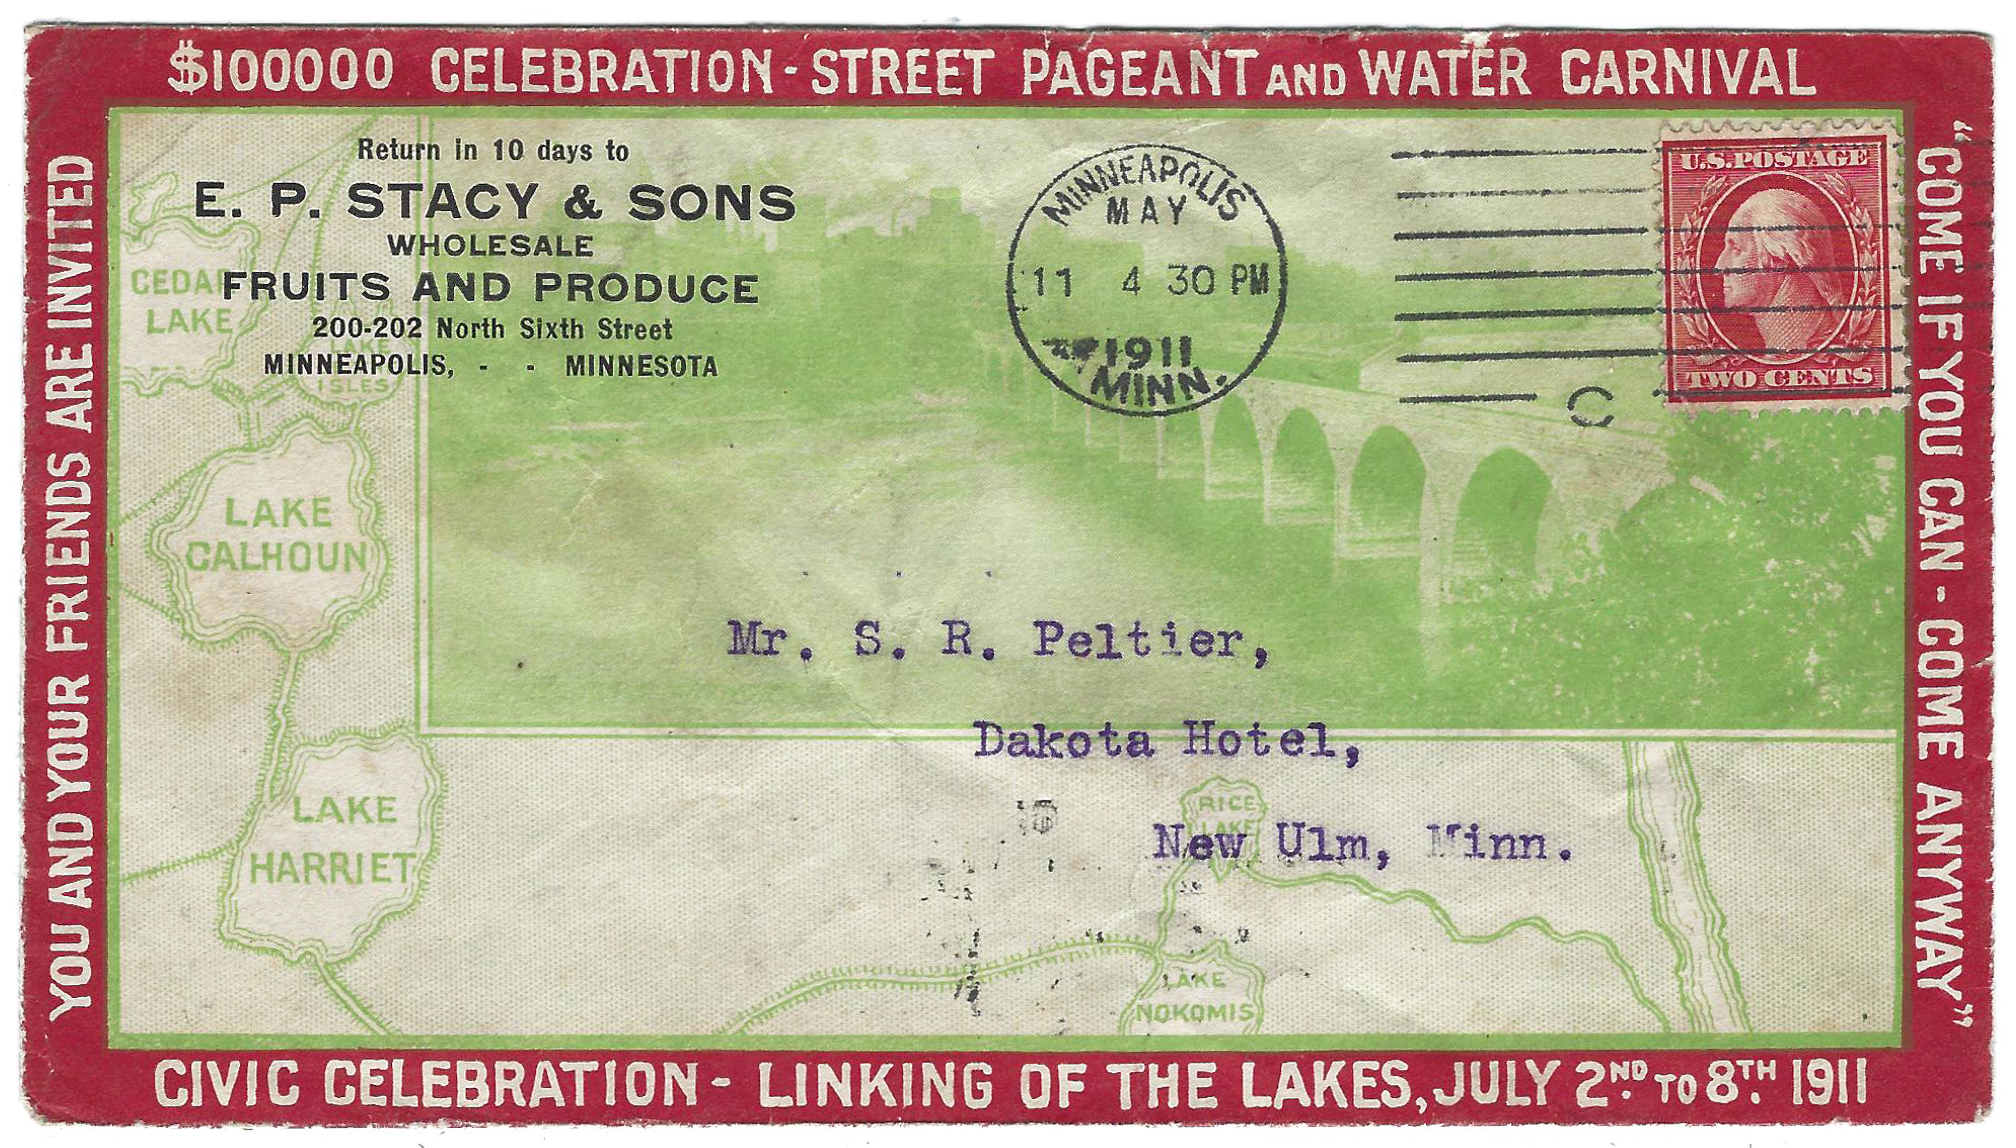 $100000 CELEBRATION - STREET PAGEANT AND WATER CARNIVAL
YOU AND YOUR FRIENDS ARE INVITED
"COME IF YOU CAN - COME ANYWAY"
CIVIC CELEBRATION - LINKING OF THE LAKES, JULY 2ND. TO 8TH. 1911
Return in 10 days to
E. P. STACY & SONS
WHOLESALE
FRUITS AND PRODUCE
200-202 North Sixth Street
MINNEAPOLIS, - - MINNESOTA
MINNEAPOLIS
MAY
11 4 30 PM
1911
MINN.
C
U.S. POSTAGE
TWO CENTS
CEDAR
LAKE
LAKE
ISLES
LAKE
CALHOUN
LAKE
HARRIET
Mr. S. R. Peltier,
Dakota Hotel,
New Ulm, Minn.
RICE
LAKE
LAKE
NOKOMIS